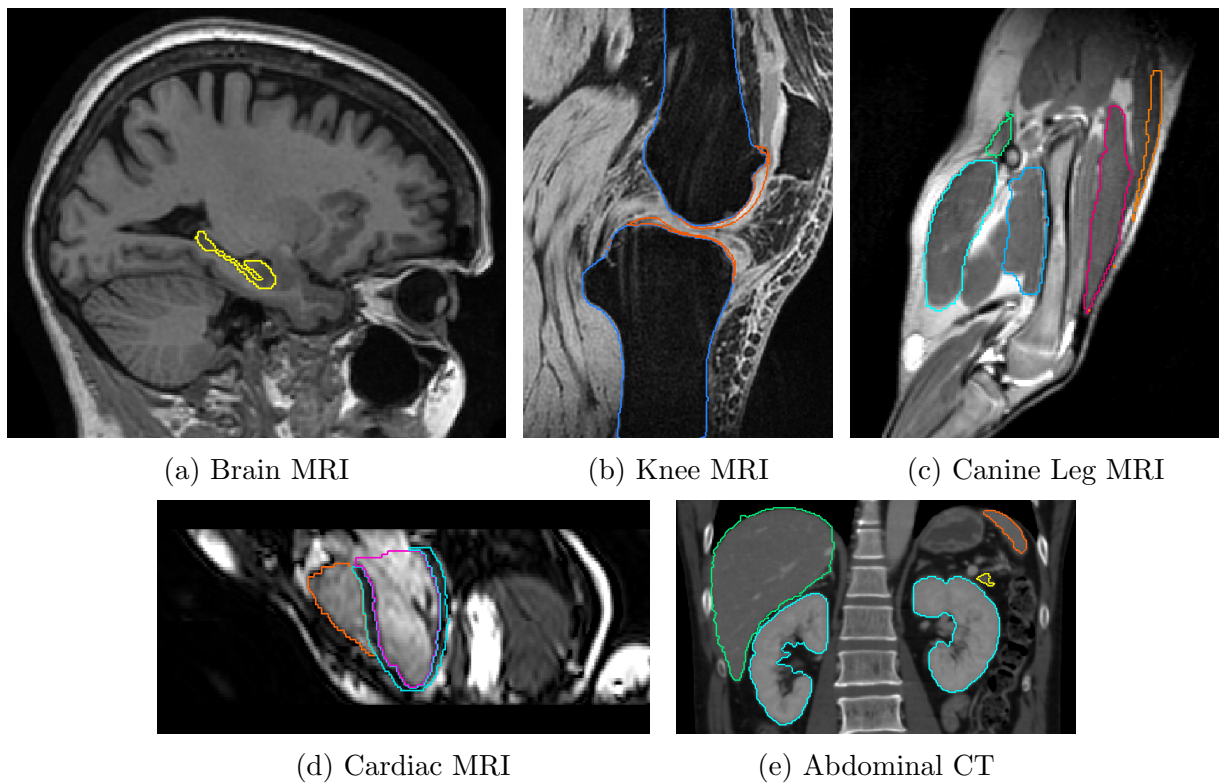 (a) Brain MRI
(b) Knee MRI
(c) Canine Leg MRI
(d) Cardiac MRI
(e) Abdominal CT